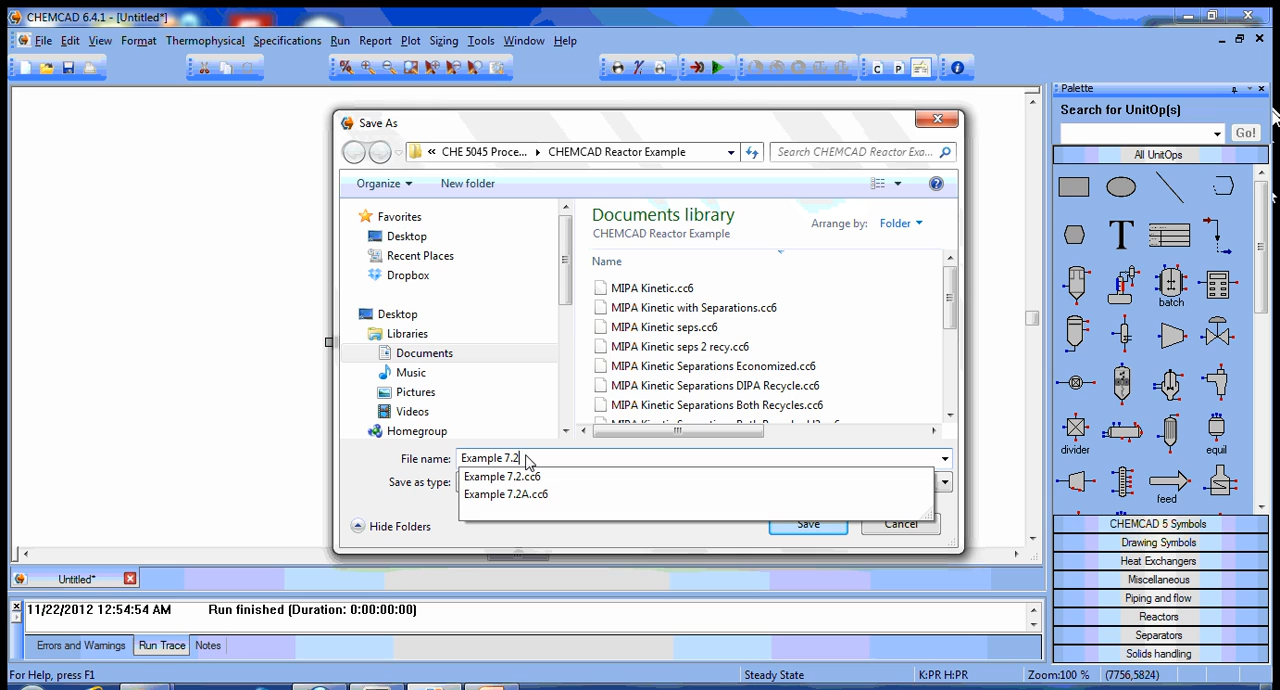 CHEMCAD 6.4.1 - [Untitled*]
File Edit View Format Thermophysical Specifications Run Report Plot Sizing Tools Window Help
Palette
Search for UnitOp(s)
Go!
All UnitOps
T
batch
divider
equil
feed
CHEMCAD 5 Symbols
Drawing Symbols
Heat Exchangers
Miscellaneous
Piping and flow
Reactors
Separators
Solids handling
Save As
« CHE 5045 Proce... CHEMCAD Reactor Example
Search CHEMCAD Reactor Exa...
Organize New folder
Favorites
Desktop
Recent Places
Dropbox
Desktop
Libraries
Documents
Music
Pictures
Videos
Homegroup
Documents library
CHEMCAD Reactor Example
Arrange by: Folder
Name
MIPA Kinetic.cc6
MIPA Kinetic with Separations.cc6
MIPA Kinetic seps.cc6
MIPA Kinetic seps 2 recy.cc6
MIPA Kinetic Separations Economized.cc6
MIPA Kinetic Separations DIPA Recycle.cc6
MIPA Kinetic Separations Both Recycles.cc6
File name: Example 7.2
Save as type:
Example 7.2.cc6
Example 7.2A.cc6
Hide Folders
Save
Cancel
Untitled*
11/22/2012 12:54:54 AM Run finished (Duration: 0:00:00:00)
Errors and Warnings Run Trace Notes
For Help, press F1
Steady State
K:PR H:PR
Zoom:100 %
(7756,5824)